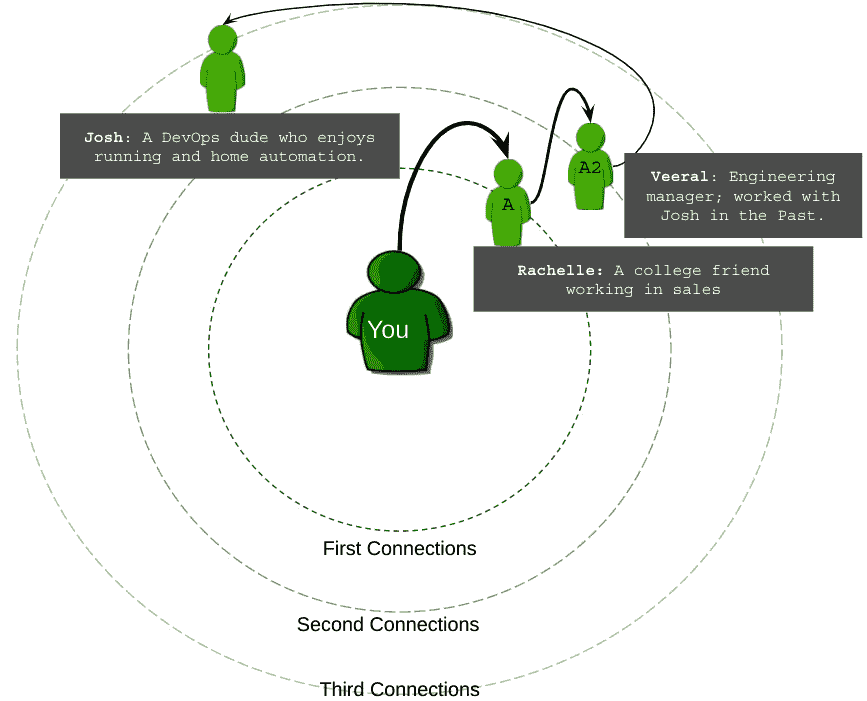 Josh: A DevOps dude who enjoys
running and home automation.
A2
Veeral: Engineering
manager; worked with
Josh in the Past.
A
Rachelle: A college friend
working in sales
You
First Connections
Second Connections
Third Connections